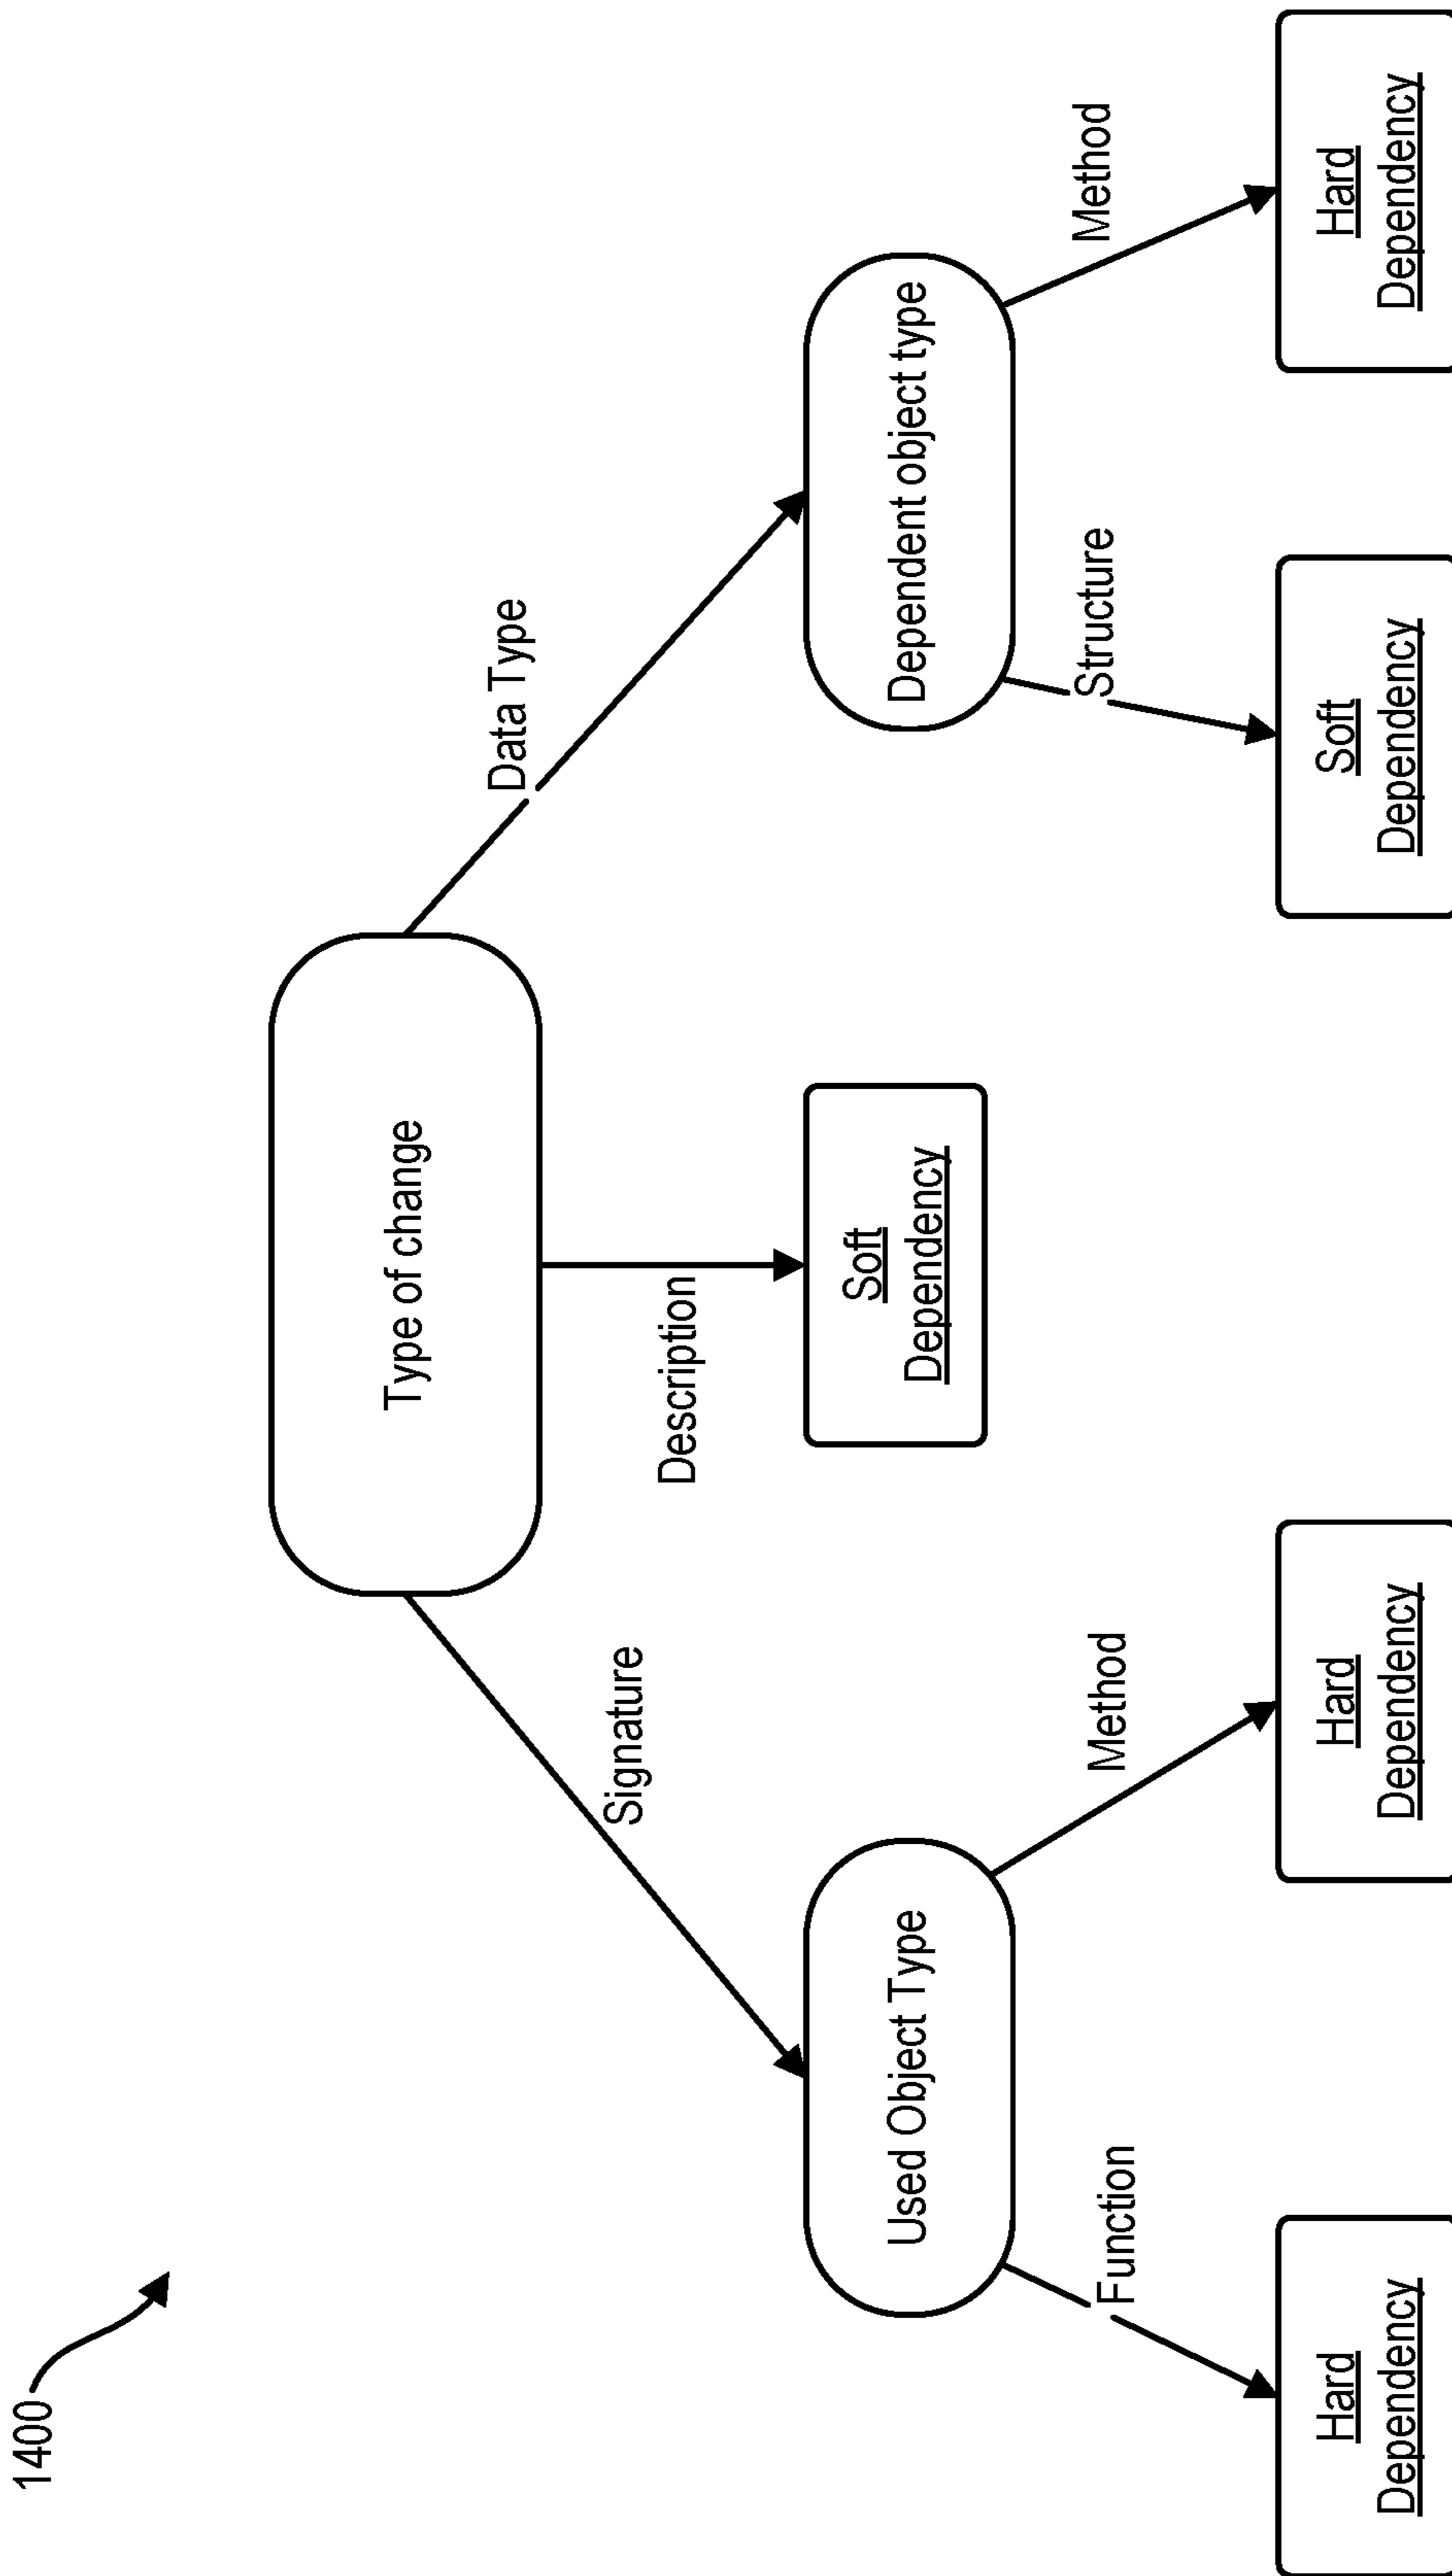 1400
Type of change
Signature
Description
Data Type
Used Object Type
Soft
Dependency
Dependent object type
Function
Method
Structure
Method
Hard
Dependency
Hard
Dependency
Soft
Dependency
Hard
Dependency